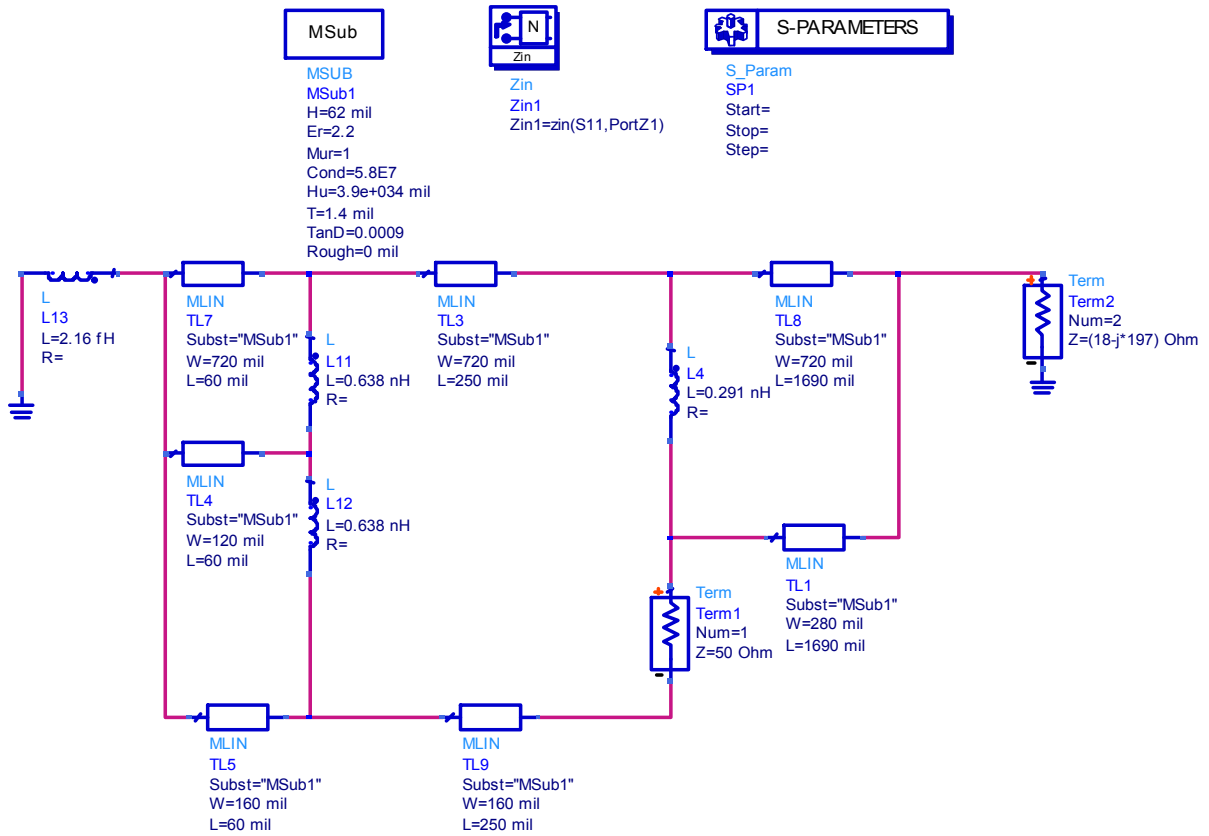 MSub
MSUB
MSub1
H=62 mil
Er=2.2
Mur=1
Cond=5.8E7
Hu=3.9e+034 mil
T=1.4 mil
TanD=0.0009
Rough=0 mil
N
Zin
Zin
Zin1
Zin1=zin(S11,PortZ1)
S-PARAMETERS
S_Param
SP1
Start=
Stop=
Step=
L
L13
L=2.16 fH
R=
MLIN
TL7
Subst="MSub1"
W=720 mil
L=60 mil
L
L11
L=0.638 nH
R=
MLIN
TL3
Subst="MSub1"
W=720 mil
L=250 mil
L
L4
L=0.291 nH
R=
MLIN
TL8
Subst="MSub1"
W=720 mil
L=1690 mil
+
Term
Term2
Num=2
Z=(18-j*197) Ohm
-
MLIN
TL4
Subst="MSub1"
W=120 mil
L=60 mil
L
L12
L=0.638 nH
R=
+
Term
Term1
Num=1
Z=50 Ohm
-
MLIN
TL1
Subst="MSub1"
W=280 mil
L=1690 mil
MLIN
TL5
Subst="MSub1"
W=160 mil
L=60 mil
MLIN
TL9
Subst="MSub1"
W=160 mil
L=250 mil